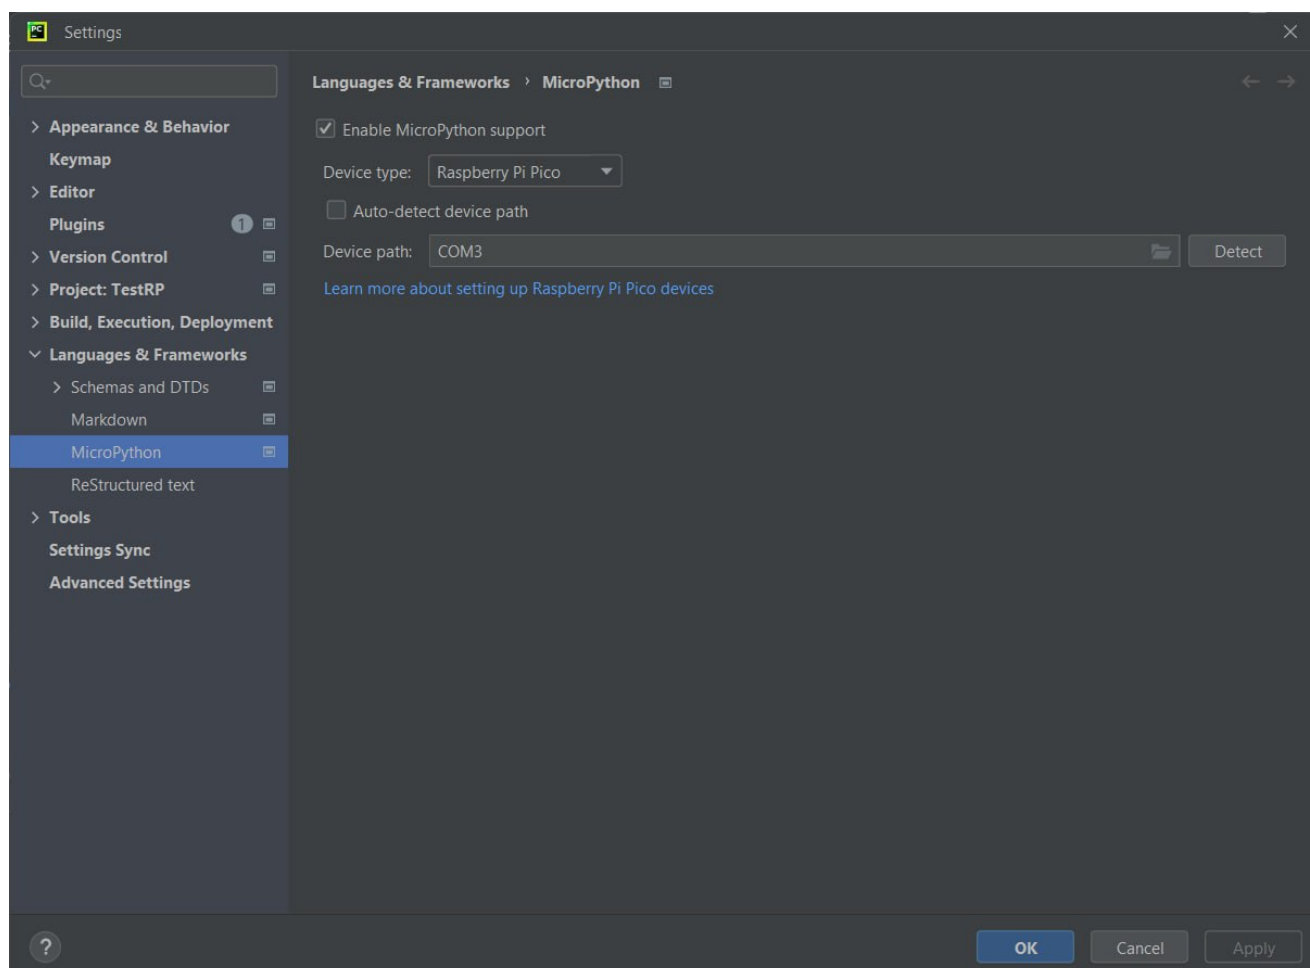 PC
Settings
Appearance & Behavior
Keymap
Editor
Plugins 1
Version Control
Project: TestRP
Build, Execution, Deployment
Languages & Frameworks
Schemas and DTDs
Markdown
MicroPython
ReStructured text
Tools
Settings Sync
Advanced Settings
Languages & Frameworks › MicroPython
Enable MicroPython support
Device type: Raspberry Pi Pico
Auto-detect device path
Device path: COM3 Detect
Learn more about setting up Raspberry Pi Pico devices
? OK Cancel Apply